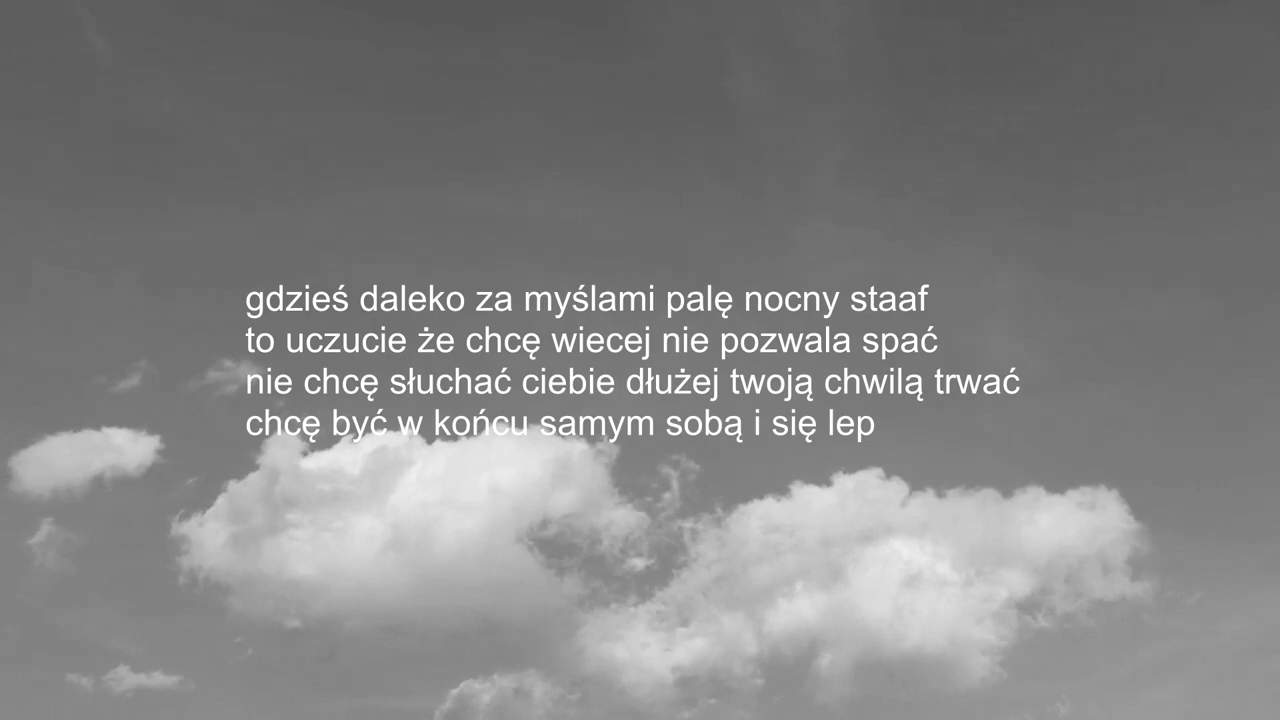 gdzieś daleko za myślami palę nocny staaf
to uczucie że chcę wiecej nie pozwala spać
nie chcę słuchać ciebie dłużej twoją chwilą trwać
chcę być w końcu samym sobą i się lep